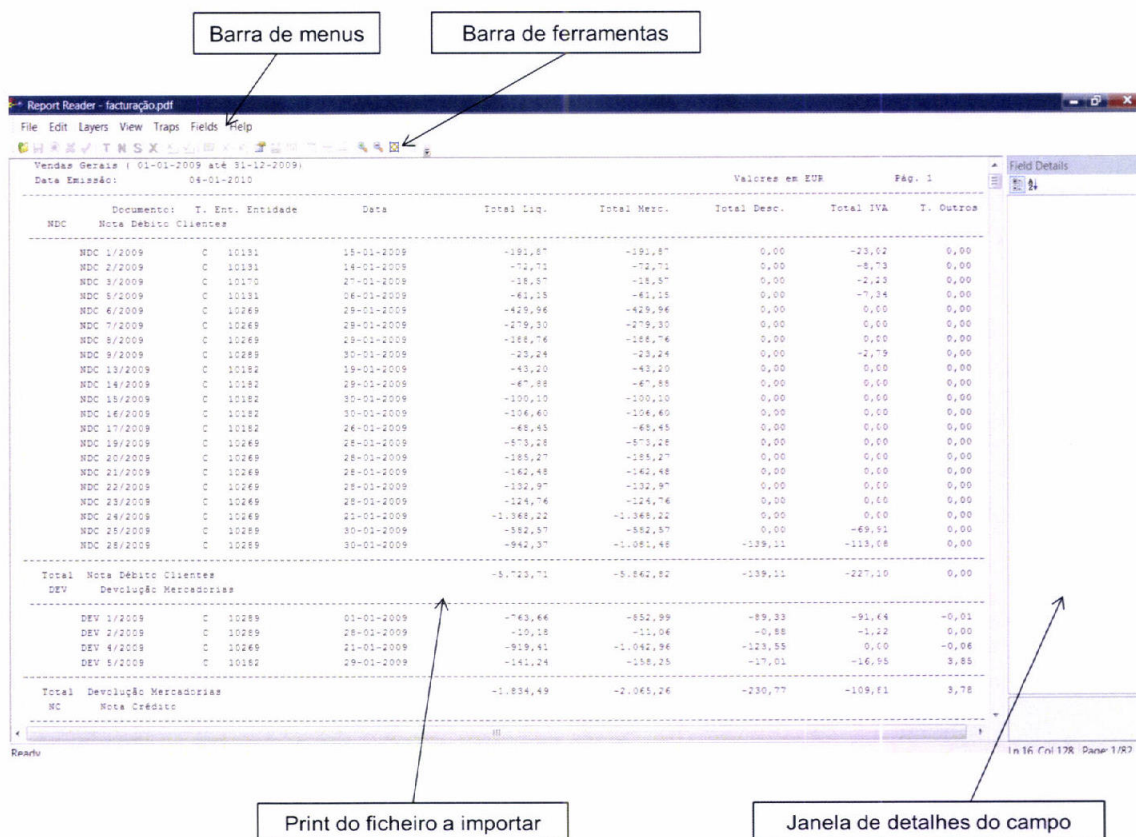 Barra de menus Barra de ferramentas
Report Reader - facturação.pdf
File Edit Layers View Traps Fields Help
Vendas Gerais ( 01-01-2009 até 31-12-2009)
Data Emissão: 04-01-2010 Valores em EUR Pág. 1
Field Details
Documento: T. Ent. Entidade Data Total Liq. Total Merc. Total Desc. Total IVA T. Outros
NDC Nota Débito Clientes
NDC 1/2009 C 10131 15-01-2009 -191,87 -191,87 0,00 -23,02 0,00
NDC 2/2009 C 10131 14-01-2009 -72,71 -72,71 0,00 -8,73 0,00
NDC 3/2009 C 10170 27-01-2009 -18,57 -18,57 0,00 -2,23 0,00
NDC 5/2009 C 10131 06-01-2009 -61,15 -61,15 0,00 -7,34 0,00
NDC 6/2009 C 10269 29-01-2009 -429,96 -429,96 0,00 0,00 0,00
NDC 7/2009 C 10269 29-01-2009 -279,30 -279,30 0,00 0,00 0,00
NDC 8/2009 C 10269 29-01-2009 -188,76 -188,76 0,00 0,00 0,00
NDC 9/2009 C 10289 30-01-2009 -23,24 -23,24 0,00 -2,79 0,00
NDC 13/2009 C 10182 19-01-2009 -43,20 -43,20 0,00 0,00 0,00
NDC 14/2009 C 10182 29-01-2009 -67,88 -67,88 0,00 0,00 0,00
NDC 15/2009 C 10182 30-01-2009 -100,10 -100,10 0,00 0,00 0,00
NDC 16/2009 C 10182 30-01-2009 -106,60 -106,60 0,00 0,00 0,00
NDC 17/2009 C 10182 26-01-2009 -68,45 -68,45 0,00 0,00 0,00
NDC 19/2009 C 10269 28-01-2009 -573,28 -573,28 0,00 0,00 0,00
NDC 20/2009 C 10269 28-01-2009 -185,27 -185,27 0,00 0,00 0,00
NDC 21/2009 C 10269 28-01-2009 -162,48 -162,48 0,00 0,00 0,00
NDC 22/2009 C 10269 28-01-2009 -132,97 -132,97 0,00 0,00 0,00
NDC 23/2009 C 10269 28-01-2009 -124,76 -124,76 0,00 0,00 0,00
NDC 24/2009 C 10269 21-01-2009 -1.368,22 -1.368,22 0,00 0,00 0,00
NDC 25/2009 C 10289 30-01-2009 -582,57 -582,57 0,00 -69,91 0,00
NDC 28/2009 C 10289 30-01-2009 -942,37 -1.081,48 -139,11 -113,08 0,00
Total Nota Débito Clientes -5.723,71 -5.862,82 -139,11 -227,10 0,00
DEV Devolução Mercadorias
DEV 1/2009 C 10289 01-01-2009 -763,66 -852,99 -89,33 -91,64 -0,01
DEV 2/2009 C 10289 28-01-2009 -10,18 -11,06 -0,88 -1,22 0,00
DEV 4/2009 C 10269 21-01-2009 -919,41 -1.042,96 -123,55 0,00 -0,06
DEV 5/2009 C 10182 29-01-2009 -141,24 -158,25 -17,01 -16,95 3,85
Total Devolução Mercadorias -1.834,49 -2.065,26 -230,77 -109,81 3,78
NC Nota Crédito
Ready Ln 16 Col 128 Page: 1/82
Print do ficheiro a importar Janela de detalhes do campo